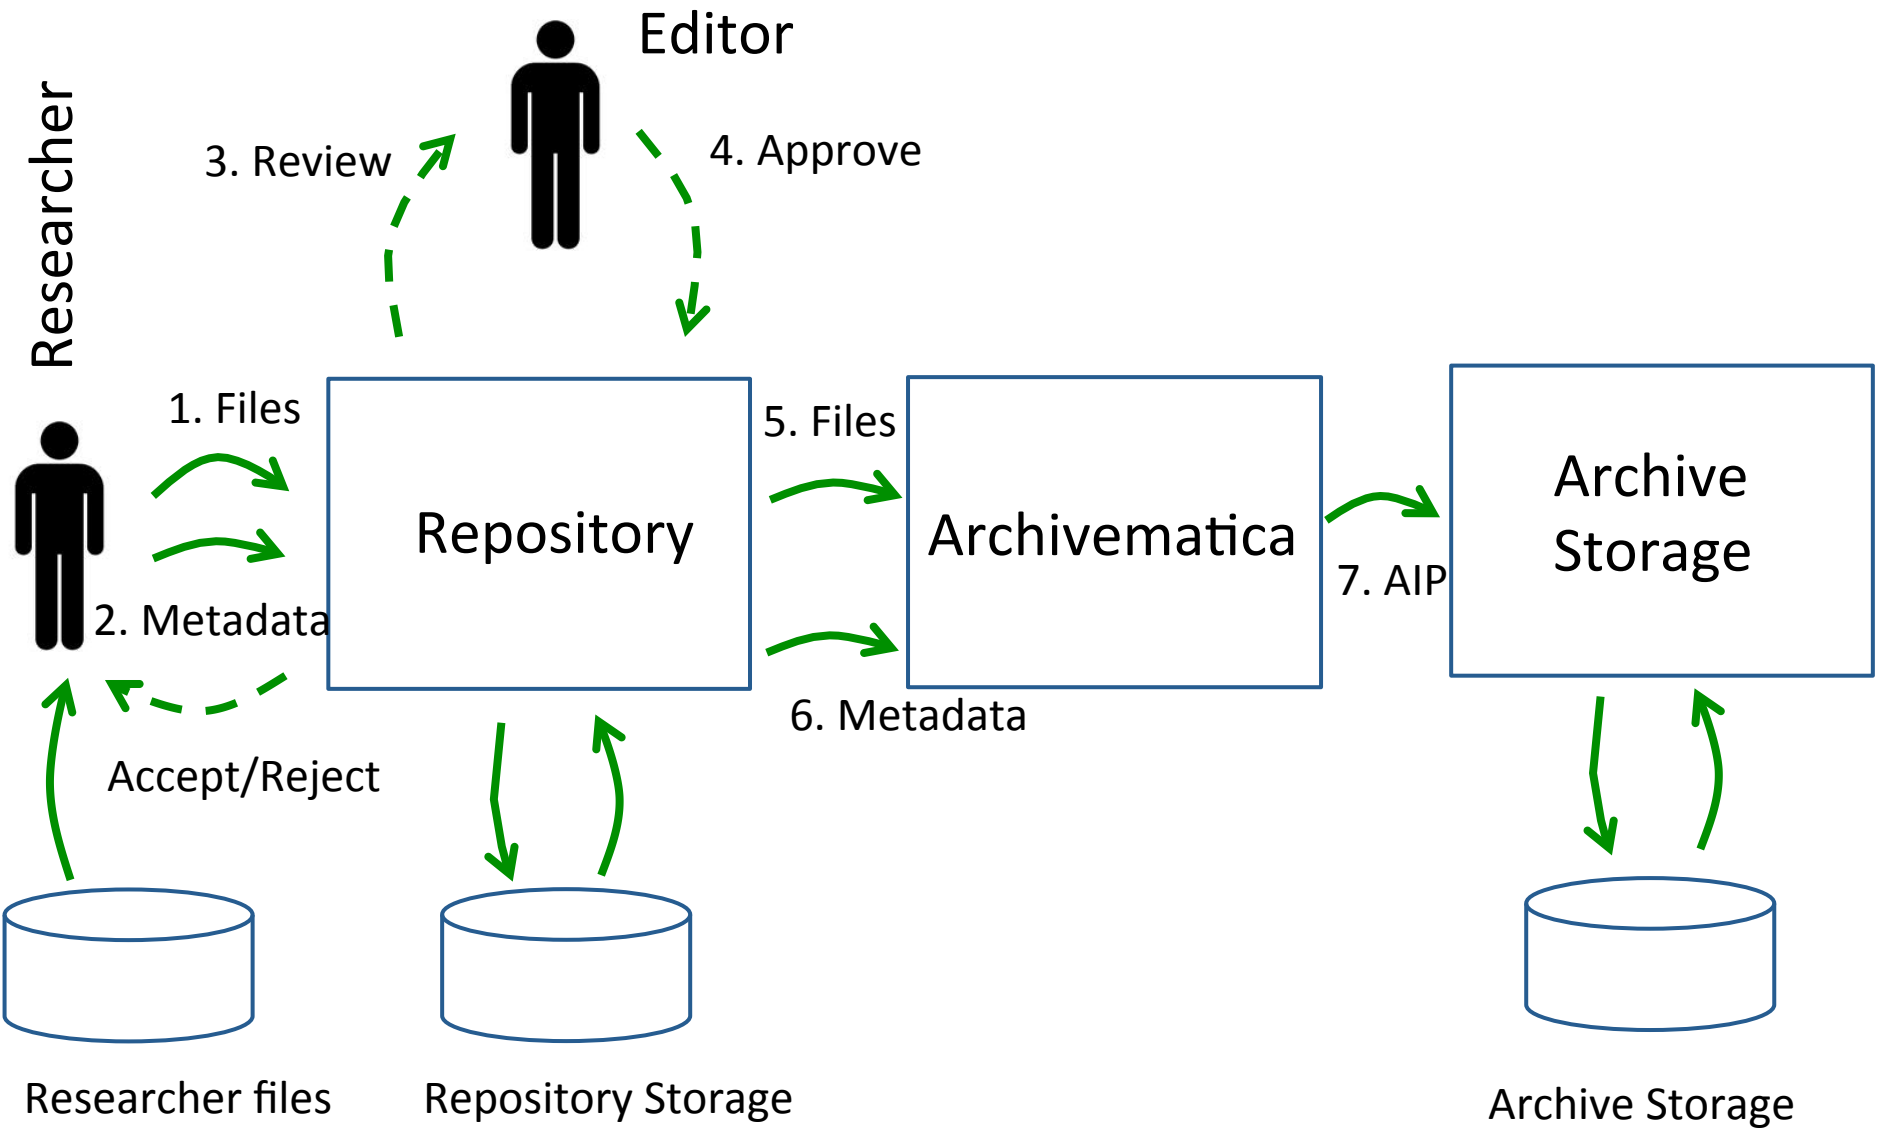 Editor
Researcher
3. Review
4. Approve
1. Files
5. Files
Repository
Archivematica
Archive
Storage
2. Metadata
7. AIP
6. Metadata
Accept/Reject
Researcher files
Repository Storage
Archive Storage